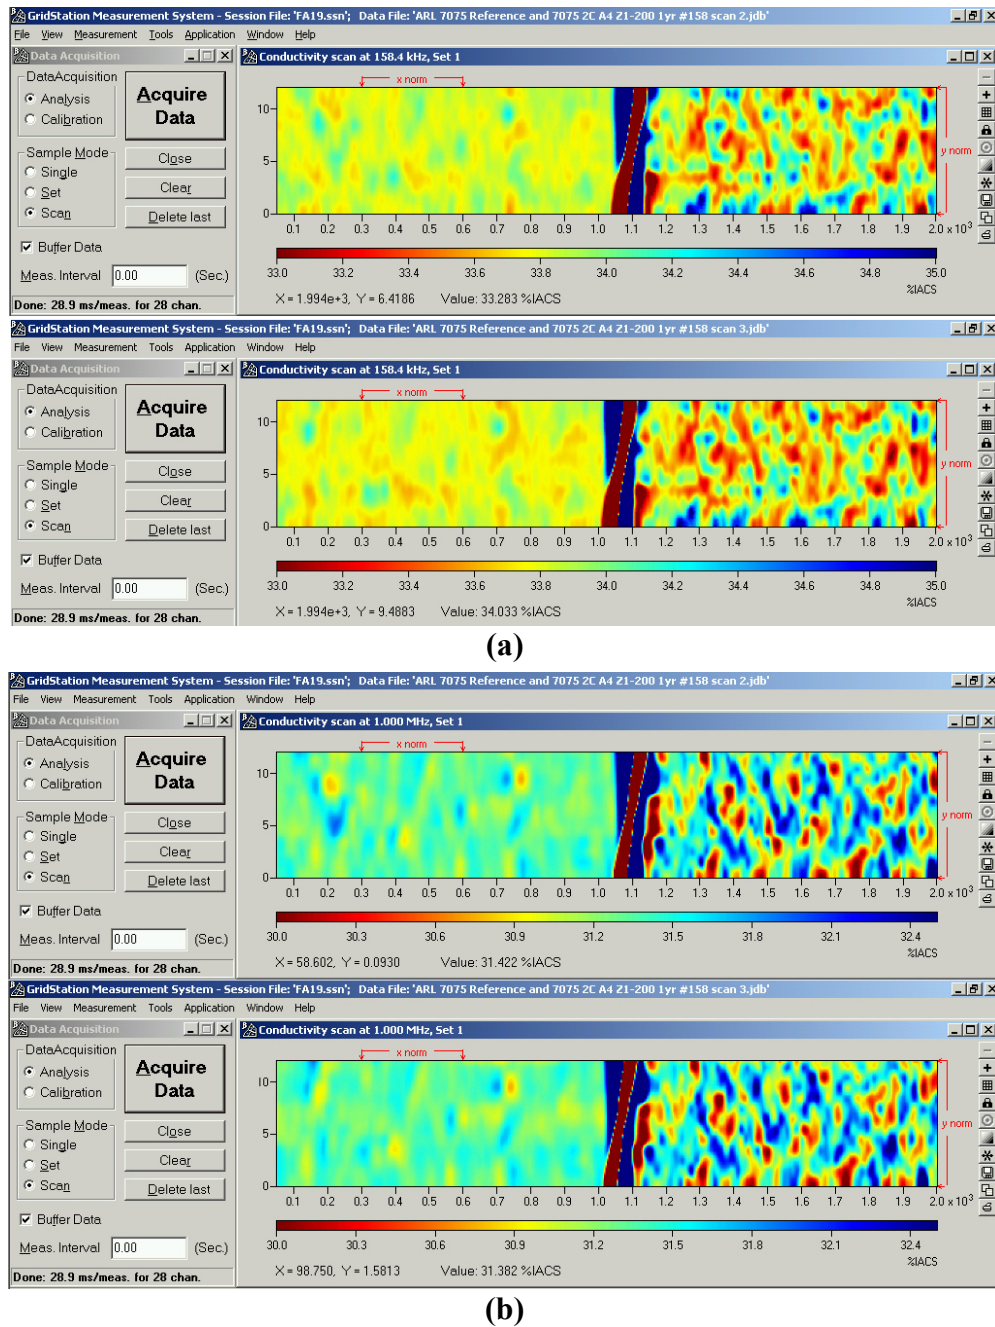 GridStation Measurement System - Session File: 'FA19.ssn'; Data File: 'ARL 7075 Reference and 7075 2C A4 Z1-200 1yr #158 scan 2.jdb'
File View Measurement Tools Application Window Help
Data Acquisition
Conductivity scan at 158.4 kHz, Set 1
DataAcquisition
Analysis
Calibration
Acquire Data
Sample Mode
Single
Set
Scan
Close
Clear
Delete last
Buffer Data
Meas. Interval 0.00 (Sec.)
Done: 28.9 ms/meas. for 28 chan.
x norm
10
5
0
y norm
0.1 0.2 0.3 0.4 0.5 0.6 0.7 0.8 0.9 1.0 1.1 1.2 1.3 1.4 1.5 1.6 1.7 1.8 1.9 2.0 x 10³
33.0 33.2 33.4 33.6 33.8 34.0 34.2 34.4 34.6 34.8 35.0
%IACS
X = 1.994e+3, Y = 6.4186 Value: 33.283 %IACS
GridStation Measurement System - Session File: 'FA19.ssn'; Data File: 'ARL 7075 Reference and 7075 2C A4 Z1-200 1yr #158 scan 3.jdb'
File View Measurement Tools Application Window Help
Data Acquisition
Conductivity scan at 158.4 kHz, Set 1
DataAcquisition
Analysis
Calibration
Acquire Data
Sample Mode
Single
Set
Scan
Close
Clear
Delete last
Buffer Data
Meas. Interval 0.00 (Sec.)
Done: 28.9 ms/meas. for 28 chan.
x norm
10
5
0
y norm
0.1 0.2 0.3 0.4 0.5 0.6 0.7 0.8 0.9 1.0 1.1 1.2 1.3 1.4 1.5 1.6 1.7 1.8 1.9 2.0 x 10³
33.0 33.2 33.4 33.6 33.8 34.0 34.2 34.4 34.6 34.8 35.0
%IACS
X = 1.994e+3, Y = 9.4883 Value: 34.033 %IACS
(a)
GridStation Measurement System - Session File: 'FA19.ssn'; Data File: 'ARL 7075 Reference and 7075 2C A4 Z1-200 1yr #158 scan 2.jdb'
File View Measurement Tools Application Window Help
Data Acquisition
Conductivity scan at 1.000 MHz, Set 1
DataAcquisition
Analysis
Calibration
Acquire Data
Sample Mode
Single
Set
Scan
Close
Clear
Delete last
Buffer Data
Meas. Interval 0.00 (Sec.)
Done: 28.9 ms/meas. for 28 chan.
x norm
10
5
0
y norm
0.1 0.2 0.3 0.4 0.5 0.6 0.7 0.8 0.9 1.0 1.1 1.2 1.3 1.4 1.5 1.6 1.7 1.8 1.9 2.0 x 10³
30.0 30.3 30.6 30.9 31.2 31.5 31.8 32.1 32.4
%IACS
X = 58.602, Y = 0.0930 Value: 31.422 %IACS
GridStation Measurement System - Session File: 'FA19.ssn'; Data File: 'ARL 7075 Reference and 7075 2C A4 Z1-200 1yr #158 scan 3.jdb'
File View Measurement Tools Application Window Help
Data Acquisition
Conductivity scan at 1.000 MHz, Set 1
DataAcquisition
Analysis
Calibration
Acquire Data
Sample Mode
Single
Set
Scan
Close
Clear
Delete last
Buffer Data
Meas. Interval 0.00 (Sec.)
Done: 28.9 ms/meas. for 28 chan.
x norm
10
5
0
y norm
0.1 0.2 0.3 0.4 0.5 0.6 0.7 0.8 0.9 1.0 1.1 1.2 1.3 1.4 1.5 1.6 1.7 1.8 1.9 2.0 x 10³
30.0 30.3 30.6 30.9 31.2 31.5 31.8 32.1 32.4
%IACS
X = 98.750, Y = 1.5813 Value: 31.382 %IACS
(b)